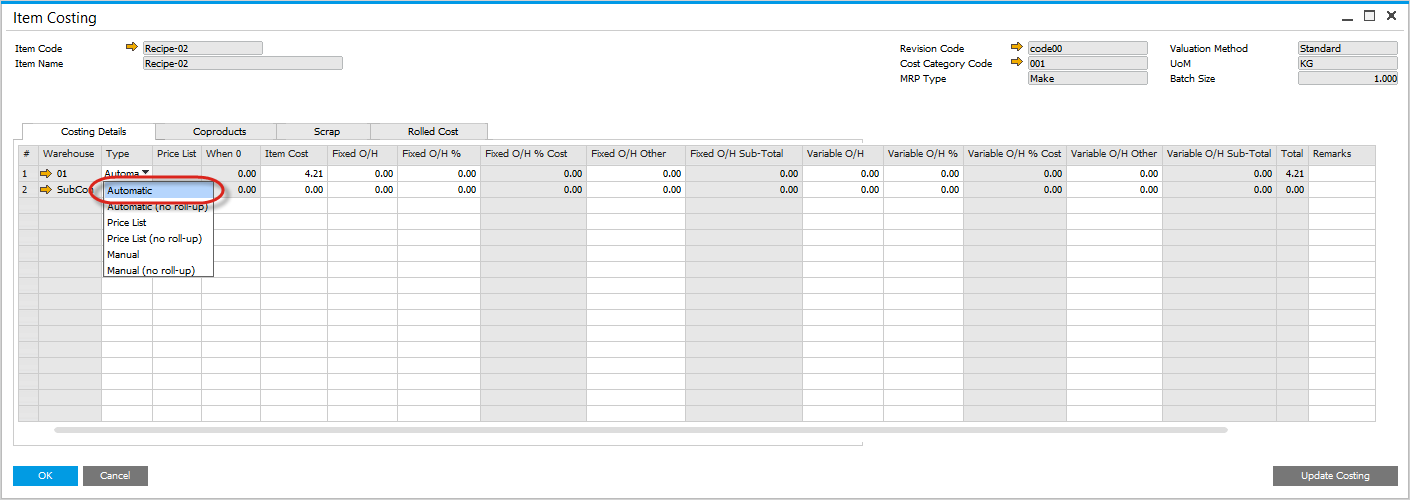 Item Costing
Item Code Recipe-02 Revision Code code00 Valuation Method Standard
Item Name Recipe-02 Cost Category Code 001 UoM KG
MRP Type Make Batch Size 1.000
Costing Details Coproducts Scrap Rolled Cost
# Warehouse Type Price List When 0 Item Cost Fixed O/H Fixed O/H % Fixed O/H % Cost Fixed O/H Other Fixed O/H Sub-Total Variable O/H Variable O/H % Variable O/H % Cost Variable O/H Other Variable O/H Sub-Total Total Remarks
1 01 Automa 0.00 4.21 0.00 0.00 0.00 0.00 0.00 0.00 0.00 0.00 0.00 0.00 4.21
2 SubCon 0.00 0.00 0.00 0.00 0.00 0.00 0.00 0.00 0.00 0.00 0.00 0.00 0.00
Automatic
Automatic (no roll-up)
Price List
Price List (no roll-up)
Manual
Manual (no roll-up)
OK Cancel Update Costing